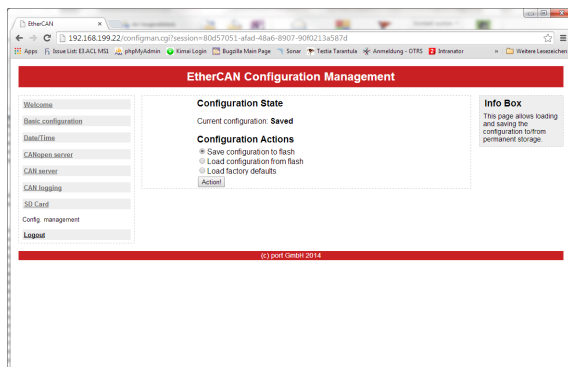 EtherCAN
192.168.199.22/configman.cgi?session=80d57051-afad-48a6-8907-90f0213a587d
Apps Issue List: E3.ACL MS1 phpMyAdmin Kimai Login Bugzilla Main Page Sonar Testia Tarantula Anmeldung - OTRS Intranator » Weitere Lesezeichen
EtherCAN Configuration Management
Welcome
Basic configuration
Date/Time
CANopen server
CAN server
CAN logging
SD Card
Config. management
Logout
Configuration State
Current configuration: Saved
Configuration Actions
Save configuration to flash
Load configuration from flash
Load factory defaults
Action!
Info Box
This page allows loading
and saving the
configuration to/from
permanent storage.
(c) port GmbH 2014